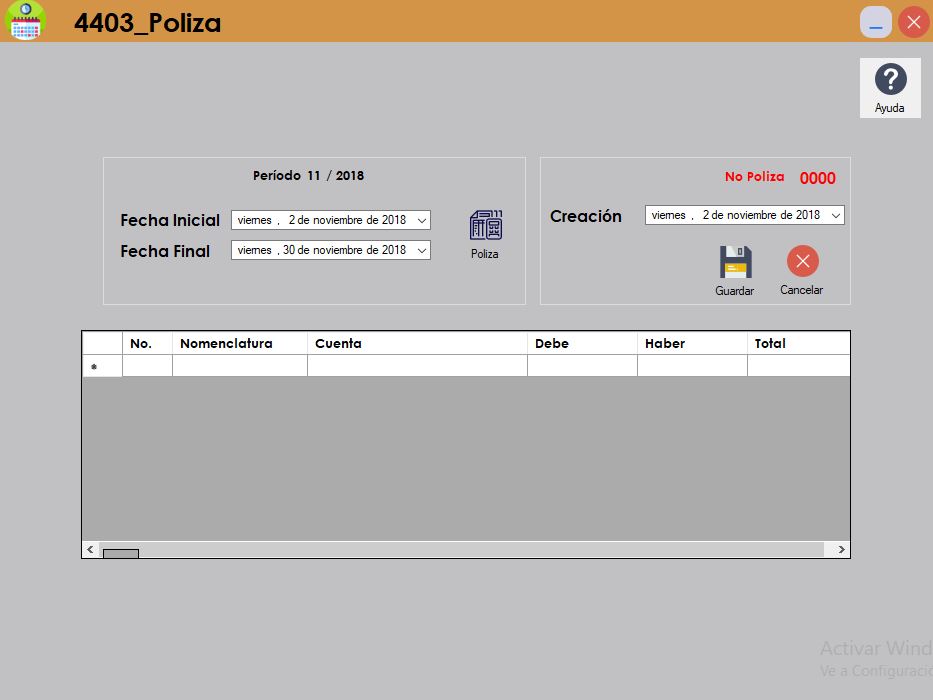 4403_Poliza
Ayuda
Período 11 / 2018
No Poliza 0000
Fecha Inicial viernes , 2 de noviembre de 2018
Creación viernes , 2 de noviembre de 2018
Fecha Final viernes , 30 de noviembre de 2018
Poliza
Guardar Cancelar
No. Nomenclatura Cuenta Debe Haber Total
Activar Wind
Ve a Configuració